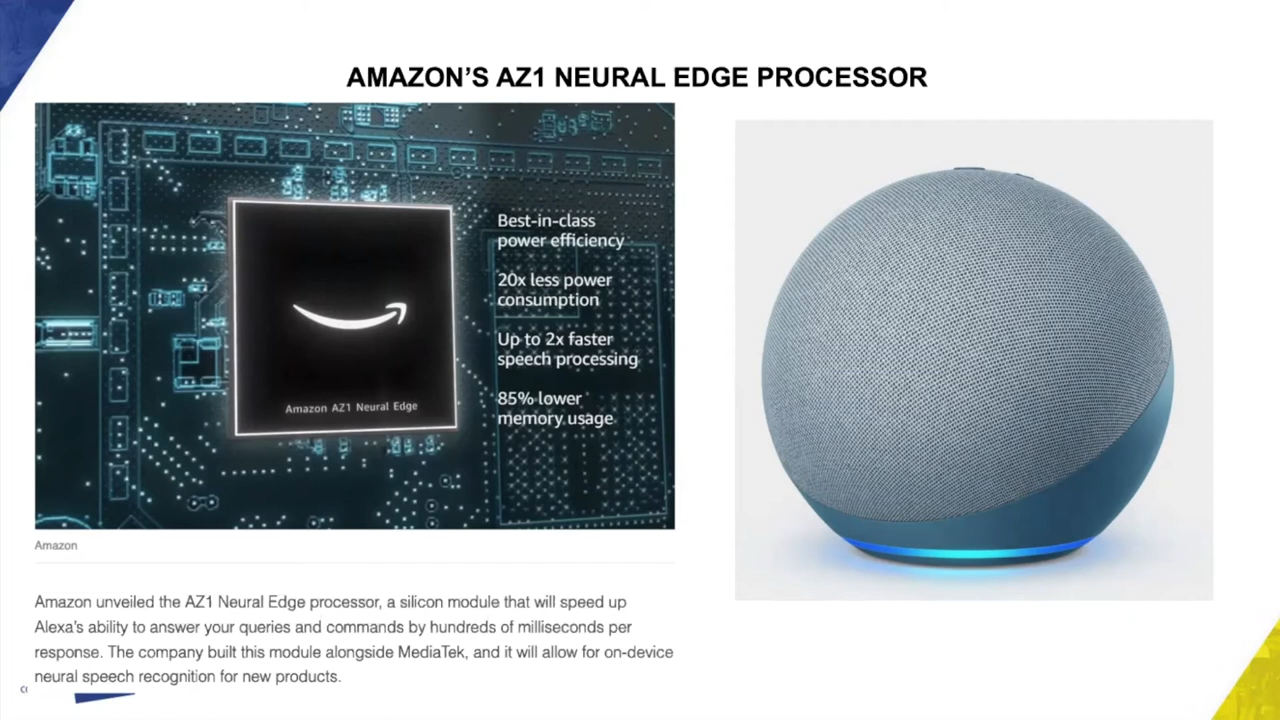 AMAZON’S AZ1 NEURAL EDGE PROCESSOR
Best-in-class
power efficiency
20x less power
consumption
Up to 2x faster
speech processing
85% lower
memory usage
Amazon AZ1 Neural Edge
Amazon
Amazon unveiled the AZ1 Neural Edge processor, a silicon module that will speed up
Alexa's ability to answer your queries and commands by hundreds of milliseconds per
response. The company built this module alongside MediaTek, and it will allow for on-device
neural speech recognition for new products.